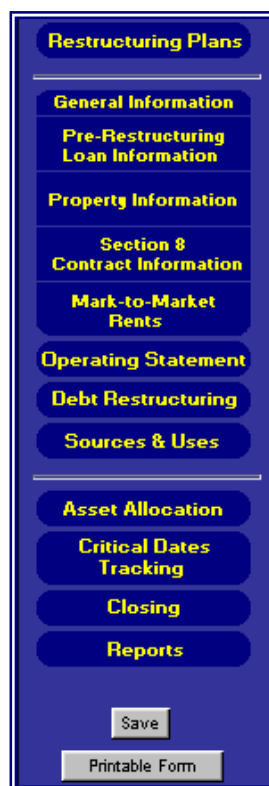 Restructuring Plans
General Information
Pre-Restructuring
Loan Information
Property Information
Section 8
Contract Information
Mark-to-Market
Rents
Operating Statement
Debt Restructuring
Sources & Uses
Asset Allocation
Critical Dates
Tracking
Closing
Reports
Save
Printable Form